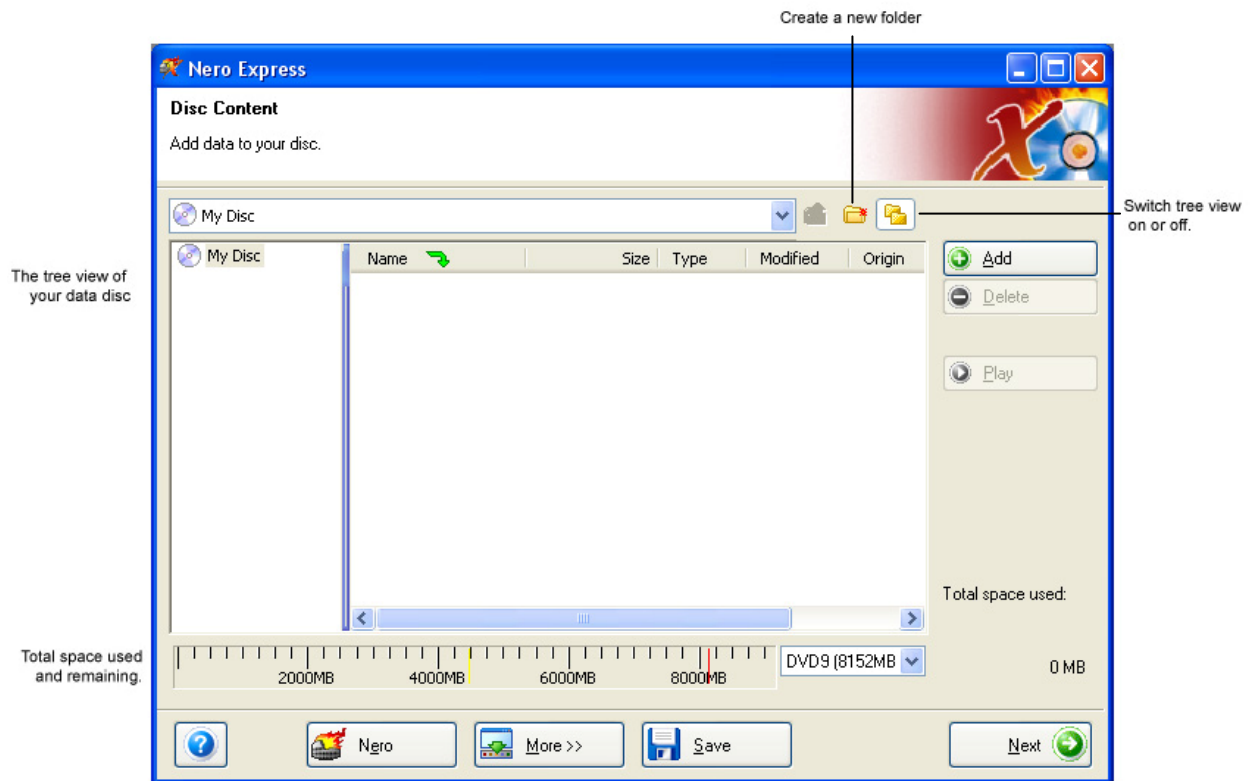 Create a new folder
Nero Express
Disc Content
Add data to your disc.
My Disc
Switch tree view
on or off.
My Disc
Name Size Type Modified Origin
Add
The tree view of
your data disc
Delete
Play
Total space used:
Total space used
and remaining.
2000MB 4000MB 6000MB 8000MB
DVD9 (8152MB
0 MB
Nero
More >>
Save
Next